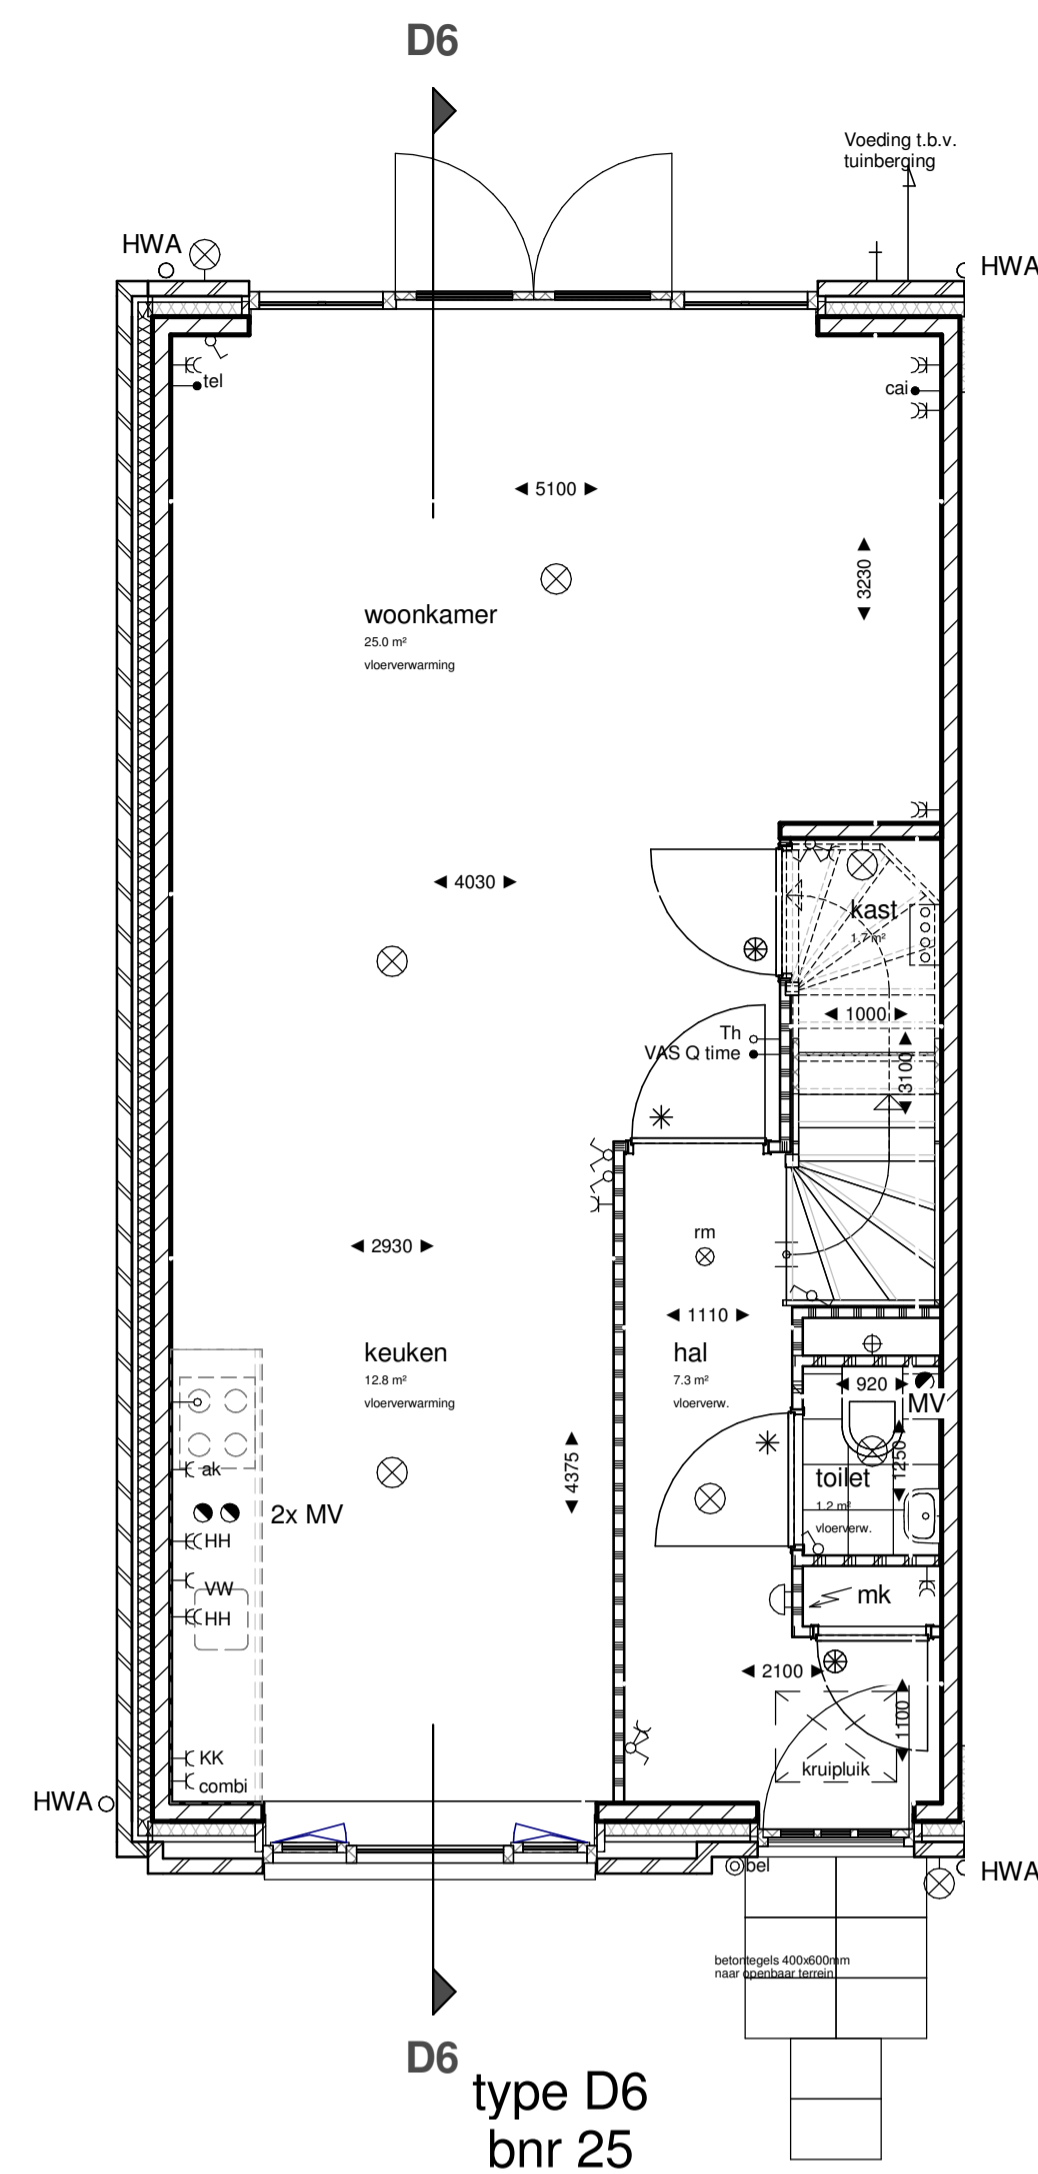 D6
Voeding t.b.v.
tuinberging
HWA
HWA
tel
cai
5100
3230
woonkamer
25.0 m²
vloerverwarming
4030
kast
1.7 m²
1000
Th
VAS Q time
3100
rm
2930
1110
keuken
12.8 m²
vloerverwarming
hal
7.3 m²
vloerverw.
920
MV
4375
1250
ak
toilet
1.2 m²
vloerverw.
2x MV
HH
VW
HH
mk
2100
1100
KK
combi
kruipluik
HWA
bel
HWA
betontegels 400x600mm
naar openbaar terrein
D6
type D6
bnr 25